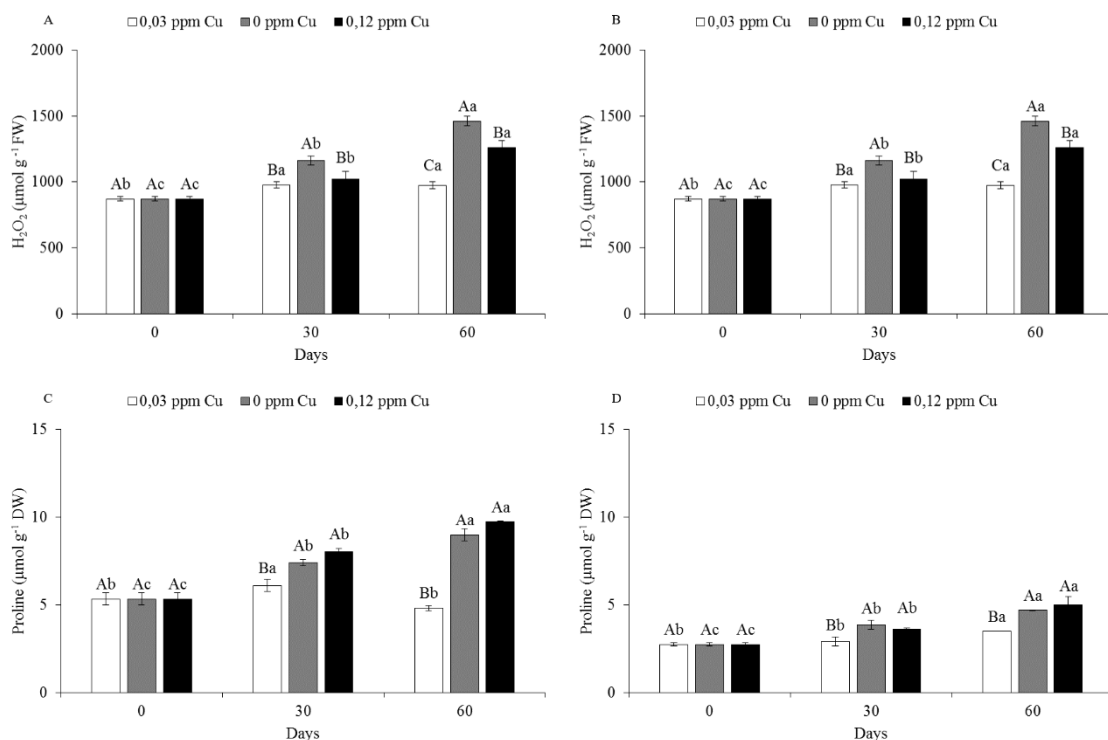 A
0,03 ppm Cu 0 ppm Cu 0,12 ppm Cu
H₂O₂ (µmol g⁻¹ FW)
2000
1500
1000
500
0
Ab Ac Ac
Ba Ab Bb
Ca Aa Ba
0 30 60
Days
B
0,03 ppm Cu 0 ppm Cu 0,12 ppm Cu
H₂O₂ (µmol g⁻¹ FW)
2000
1500
1000
500
0
Ab Ac Ac
Ba Ab Bb
Ca Aa Ba
0 30 60
Days
C
0,03 ppm Cu 0 ppm Cu 0,12 ppm Cu
Proline (µmol g⁻¹ DW)
15
10
5
0
Ab Ac Ac
Ba Ab Ab
Bb Aa Aa
0 30 60
Days
D
0,03 ppm Cu 0 ppm Cu 0,12 ppm Cu
Proline (µmol g⁻¹ DW)
15
10
5
0
Ab Ac Ac
Bb Ab Ab
Ba Aa Aa
0 30 60
Days